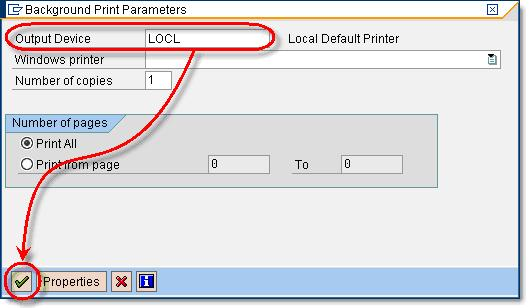 Background Print Parameters
Output Device LOCL Local Default Printer
Windows printer
Number of copies 1
Number of pages
Print All
Print from page 0 To 0
Properties